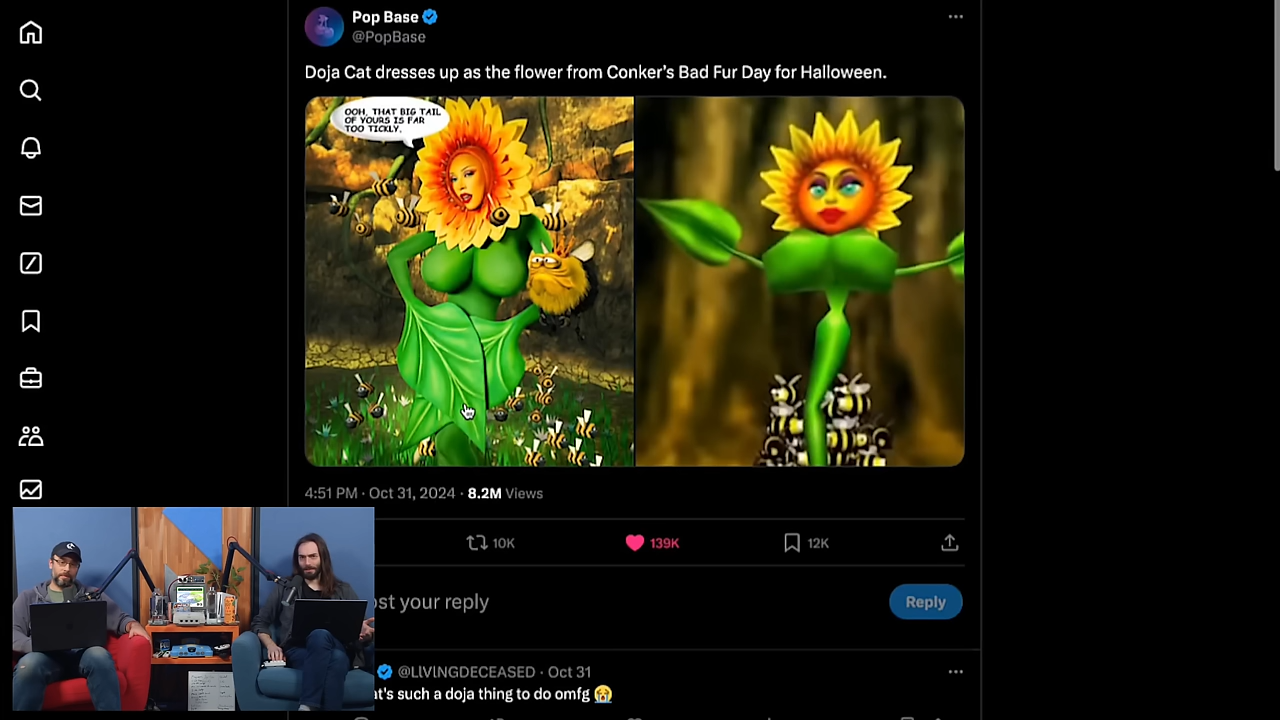 Pop Base
@PopBase
Doja Cat dresses up as the flower from Conker's Bad Fur Day for Halloween.
OOH, THAT BIG TAIL
OF YOURS IS FAR
TOO TICKLY.
4:51 PM · Oct 31, 2024 · 8.2M Views
10K
139K
12K
ost your reply
Reply
@LIVINGDECEASED · Oct 31
at's such a doja thing to do omfg 😭